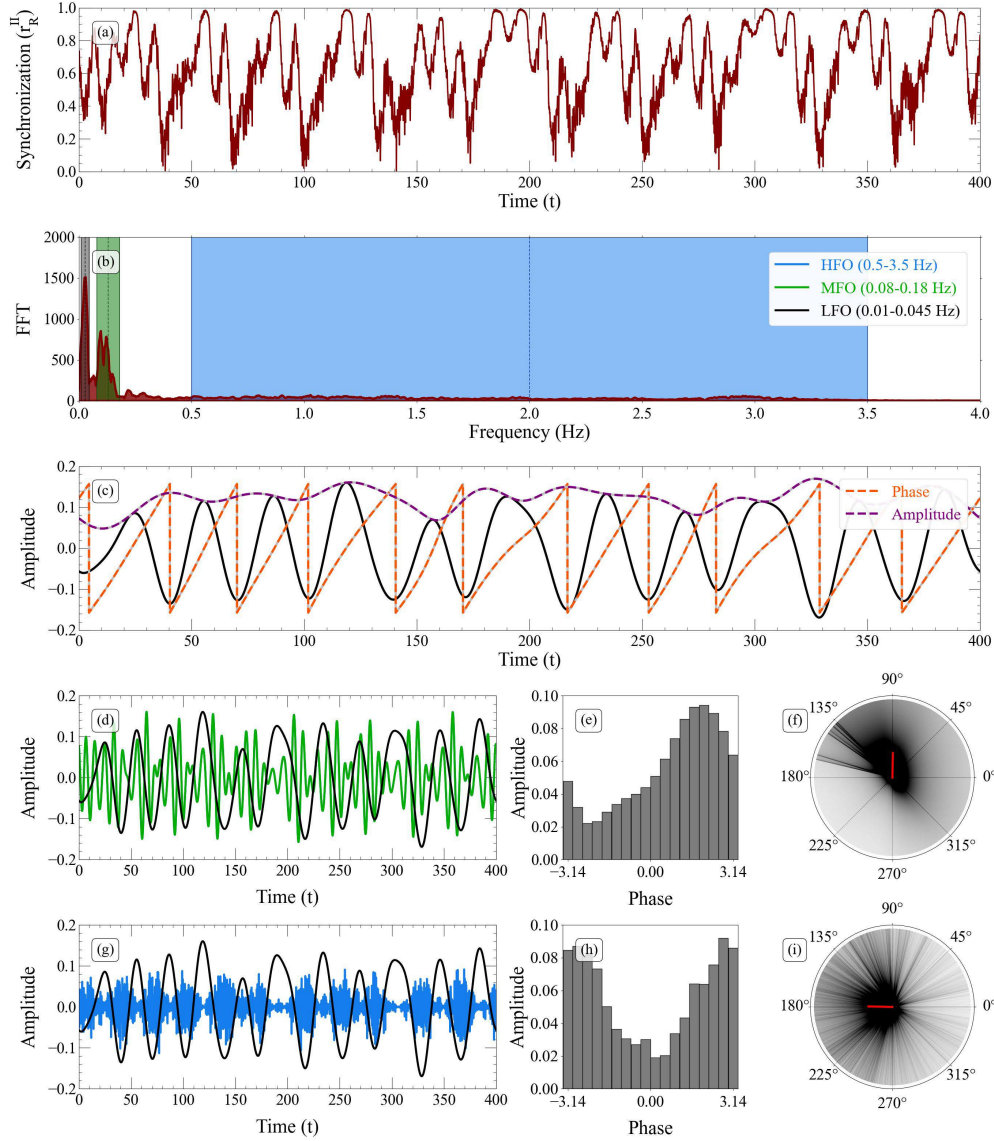 (a)
Synchronization (r_R^II)
1.0
0.8
0.6
0.4
0.2
0.0
0 50 100 150 200 250 300 350 400
Time (t)
(b)
FFT
2000
1500
1000
500
0
HFO (0.5-3.5 Hz)
MFO (0.08-0.18 Hz)
LFO (0.01-0.045 Hz)
0.0 0.5 1.0 1.5 2.0 2.5 3.0 3.5 4.0
Frequency (Hz)
(c)
Amplitude
0.2
0.1
0.0
−0.1
−0.2
Phase
Amplitude
0 50 100 150 200 250 300 350 400
Time (t)
(d)
Amplitude
0.2
0.1
0.0
−0.1
−0.2
0 50 100 150 200 250 300 350 400
Time (t)
(e)
Amplitude
0.10
0.08
0.06
0.04
0.02
0.00
−3.14 0.00 3.14
Phase
(f)
90°
135° 45°
180° 0°
225° 315°
270°
(g)
Amplitude
0.2
0.1
0.0
−0.1
−0.2
0 50 100 150 200 250 300 350 400
Time (t)
(h)
Amplitude
0.10
0.08
0.06
0.04
0.02
0.00
−3.14 0.00 3.14
Phase
(i)
90°
135° 45°
180° 0°
225° 315°
270°